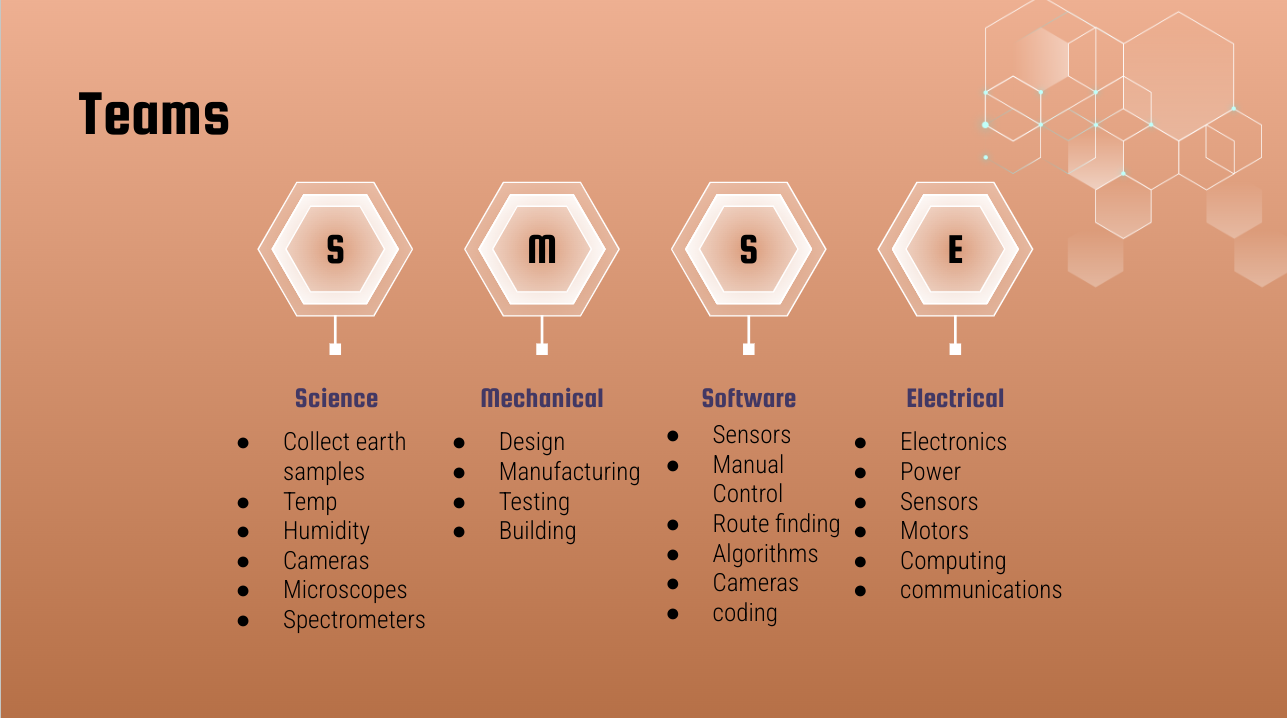 Teams
S
M
S
E
Science
Collect earth
samples
Temp
Humidity
Cameras
Microscopes
Spectrometers
Mechanical
Design
Manufacturing
Testing
Building
Software
Sensors
Manual
Control
Route finding
Algorithms
Cameras
coding
Electrical
Electronics
Power
Sensors
Motors
Computing
communications